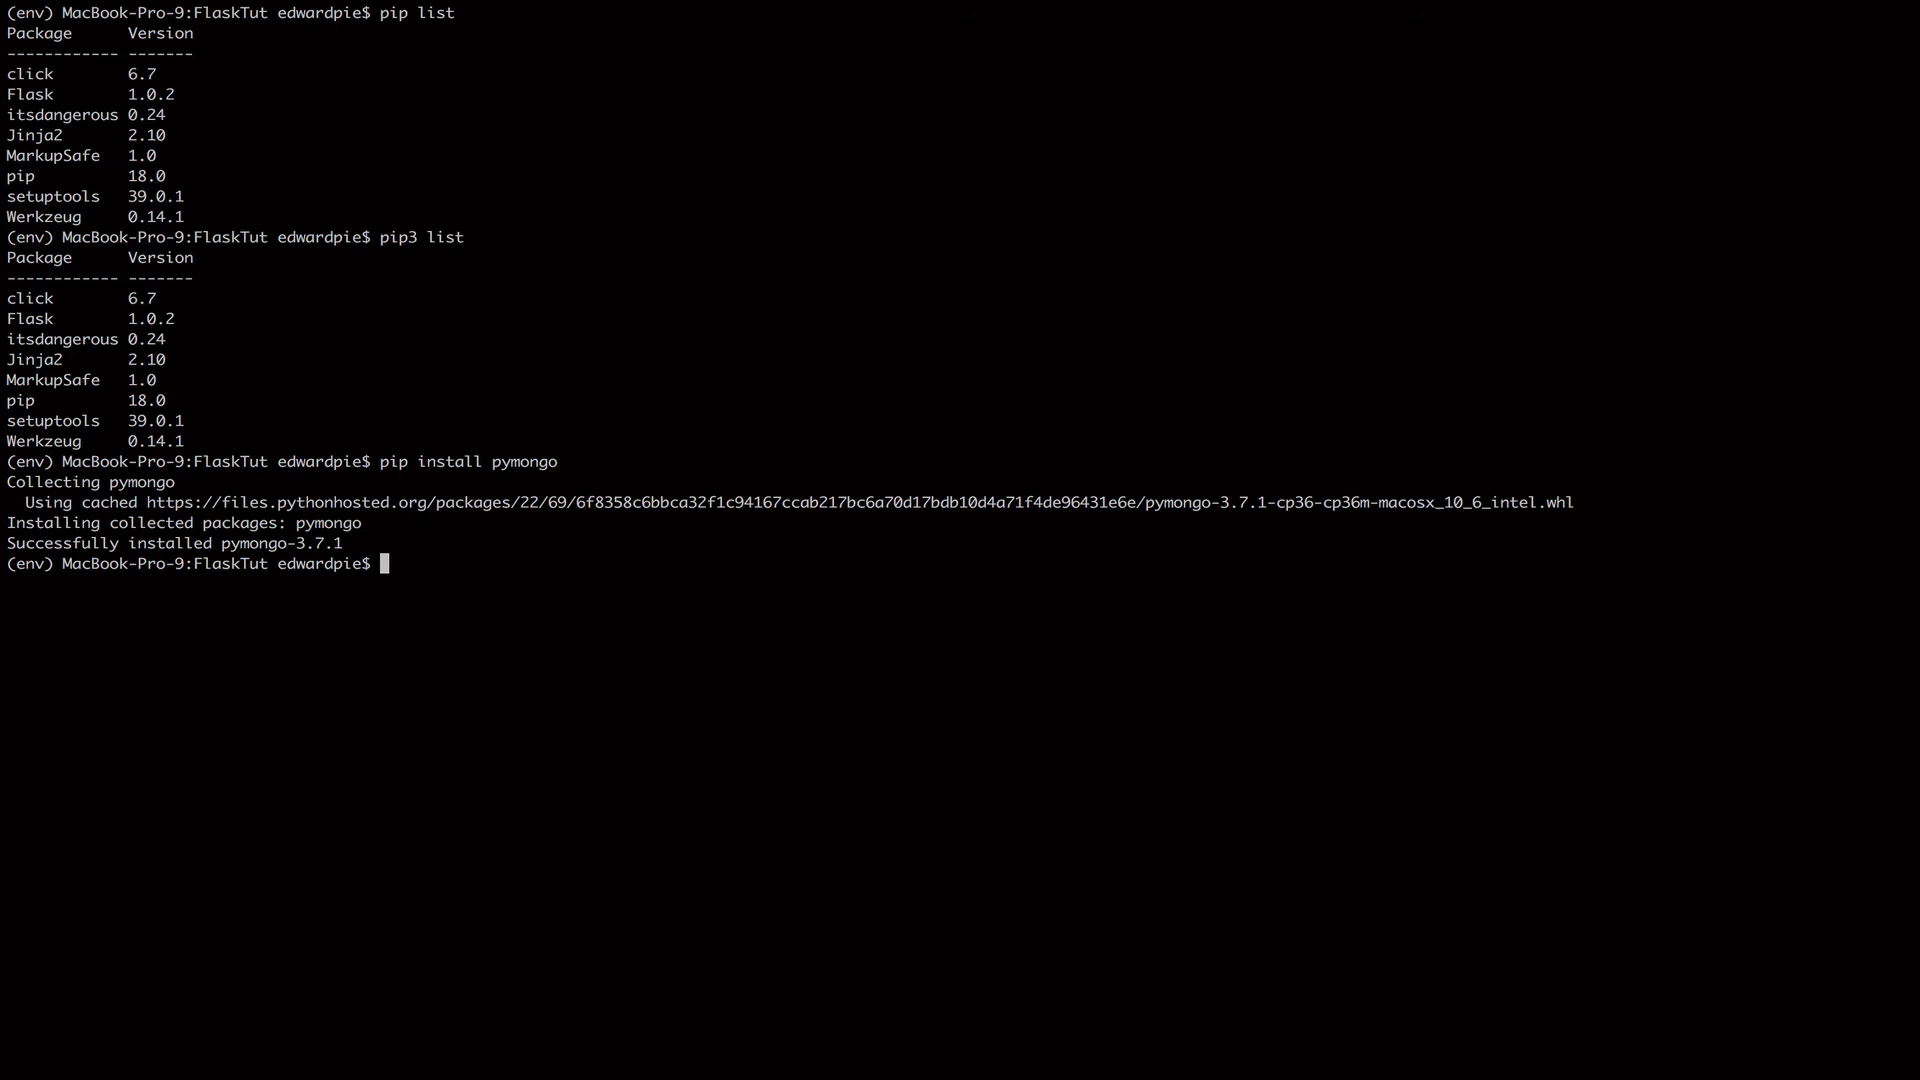 (env) MacBook-Pro-9:FlaskTut edwardpie$ pip list
Package      Version
------------ -------
click        6.7
Flask        1.0.2
itsdangerous 0.24
Jinja2       2.10
MarkupSafe   1.0
pip          18.0
setuptools   39.0.1
Werkzeug     0.14.1
(env) MacBook-Pro-9:FlaskTut edwardpie$ pip3 list
Package      Version
------------ -------
click        6.7
Flask        1.0.2
itsdangerous 0.24
Jinja2       2.10
MarkupSafe   1.0
pip          18.0
setuptools   39.0.1
Werkzeug     0.14.1
(env) MacBook-Pro-9:FlaskTut edwardpie$ pip install pymongo
Collecting pymongo
  Using cached https://files.pythonhosted.org/packages/22/69/6f8358c6bbca32f1c94167ccab217bc6a70d17bdb10d4a71f4de96431e6e/pymongo-3.7.1-cp36-cp36m-macosx_10_6_intel.whl
Installing collected packages: pymongo
Successfully installed pymongo-3.7.1
(env) MacBook-Pro-9:FlaskTut edwardpie$